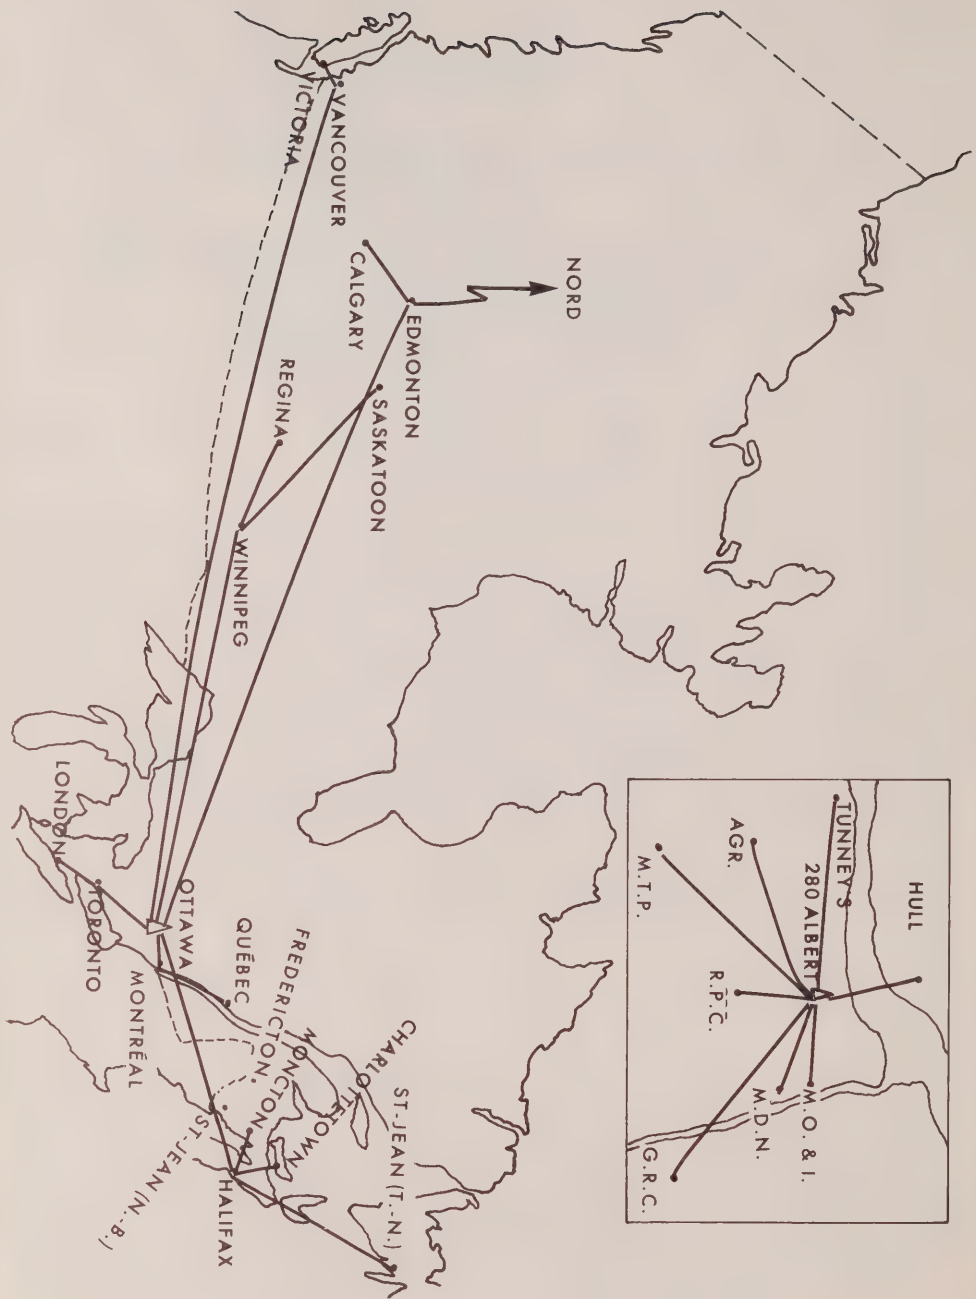 NORD
VANCOUVER
VICTORIA
CALGARY
EDMONTON
SASKATOON
REGINA
WINNIPEG
LONDON
TORONTO
OTTAWA
MONTRÉAL
QUÉBEC
FREDERICTON
MONCTON
CHARLOTTETOWN
ST-JEAN (T.-N.)
ST-JEAN (N.-B.)
HALIFAX
HULL
TUNNEY'S
280 ALBERT
AGR.
M.T.P.
R.P.C.
M.O. & I.
M.D.N.
G.R.C.